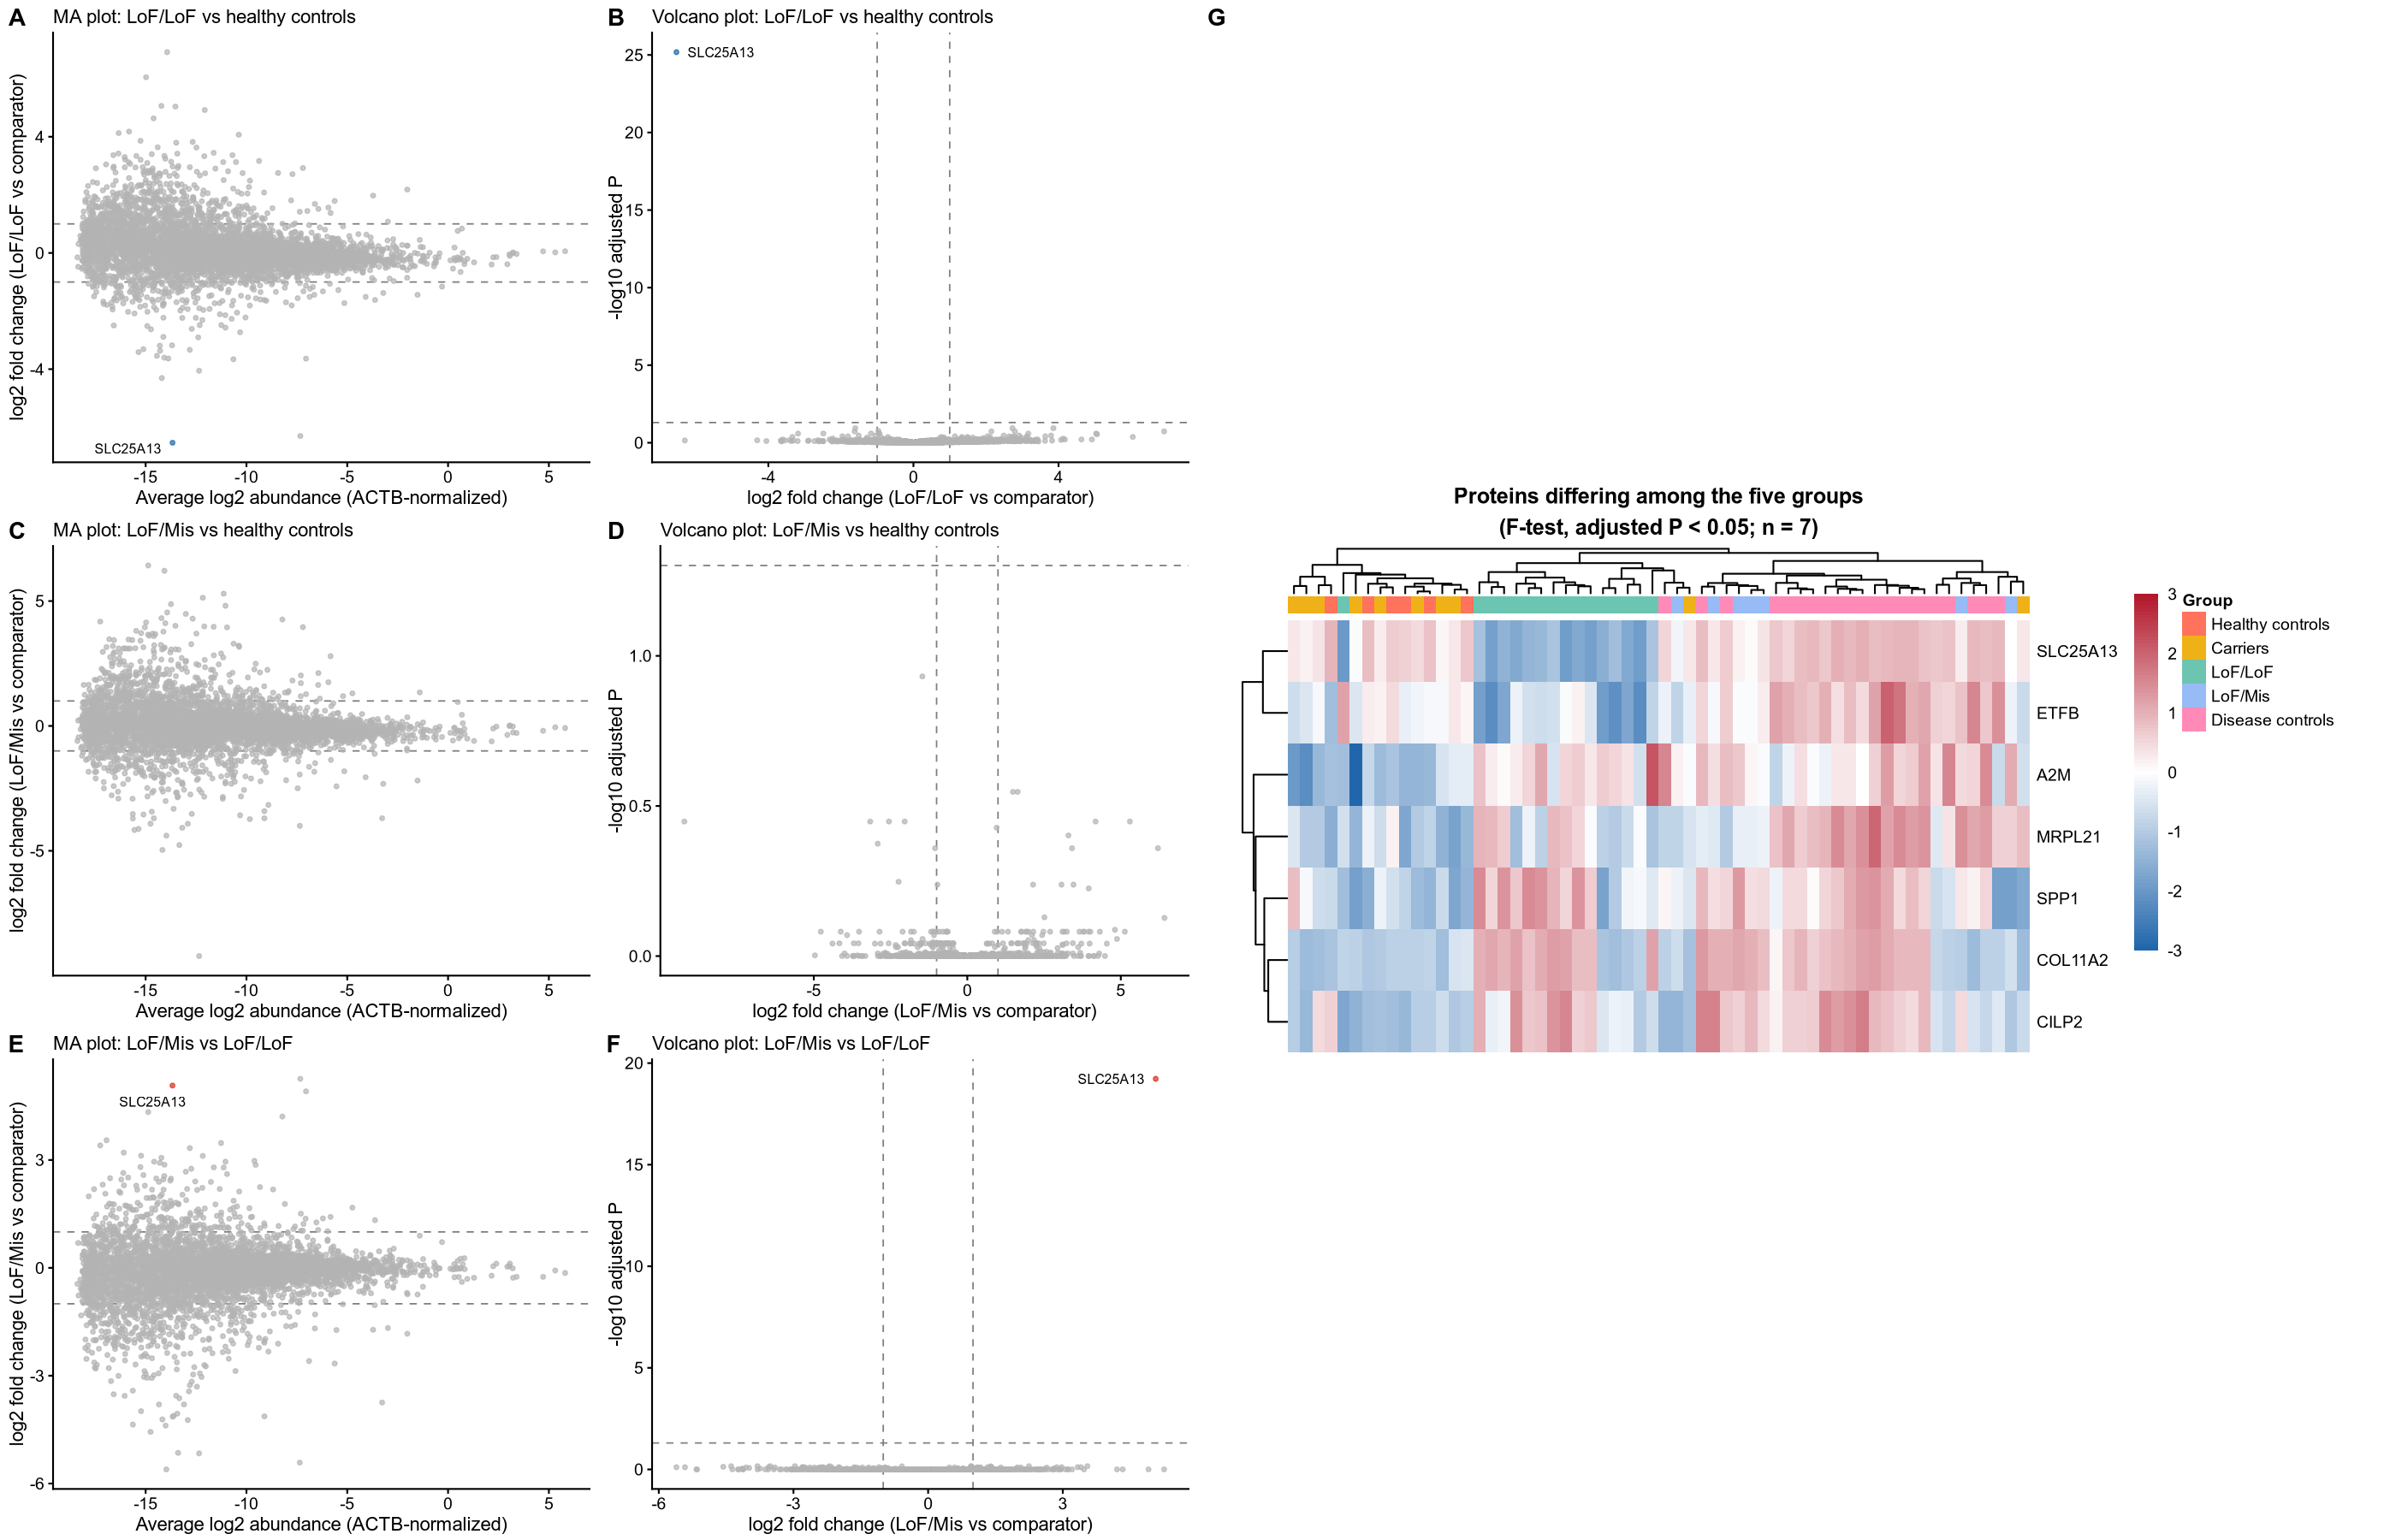 A
MA plot: LoF/LoF vs healthy controls
log2 fold change (LoF/LoF vs comparator)
4
0
-4
SLC25A13
-15
-10
-5
0
5
Average log2 abundance (ACTB-normalized)
B
Volcano plot: LoF/LoF vs healthy controls
-log10 adjusted P
25
20
15
10
5
0
SLC25A13
-4
0
4
log2 fold change (LoF/LoF vs comparator)
C
MA plot: LoF/Mis vs healthy controls
log2 fold change (LoF/Mis vs comparator)
5
0
-5
-15
-10
-5
0
5
Average log2 abundance (ACTB-normalized)
D
Volcano plot: LoF/Mis vs healthy controls
-log10 adjusted P
1.0
0.5
0.0
-5
0
5
log2 fold change (LoF/Mis vs comparator)
E
MA plot: LoF/Mis vs LoF/LoF
log2 fold change (LoF/Mis vs comparator)
3
0
-3
-6
SLC25A13
-15
-10
-5
0
5
Average log2 abundance (ACTB-normalized)
F
Volcano plot: LoF/Mis vs LoF/LoF
-log10 adjusted P
20
15
10
5
0
SLC25A13
-6
-3
0
3
log2 fold change (LoF/Mis vs comparator)
G
Proteins differing among the five groups
(F-test, adjusted P < 0.05; n = 7)
SLC25A13
ETFB
A2M
MRPL21
SPP1
COL11A2
CILP2
3
2
1
0
-1
-2
-3
Group
Healthy controls
Carriers
LoF/LoF
LoF/Mis
Disease controls